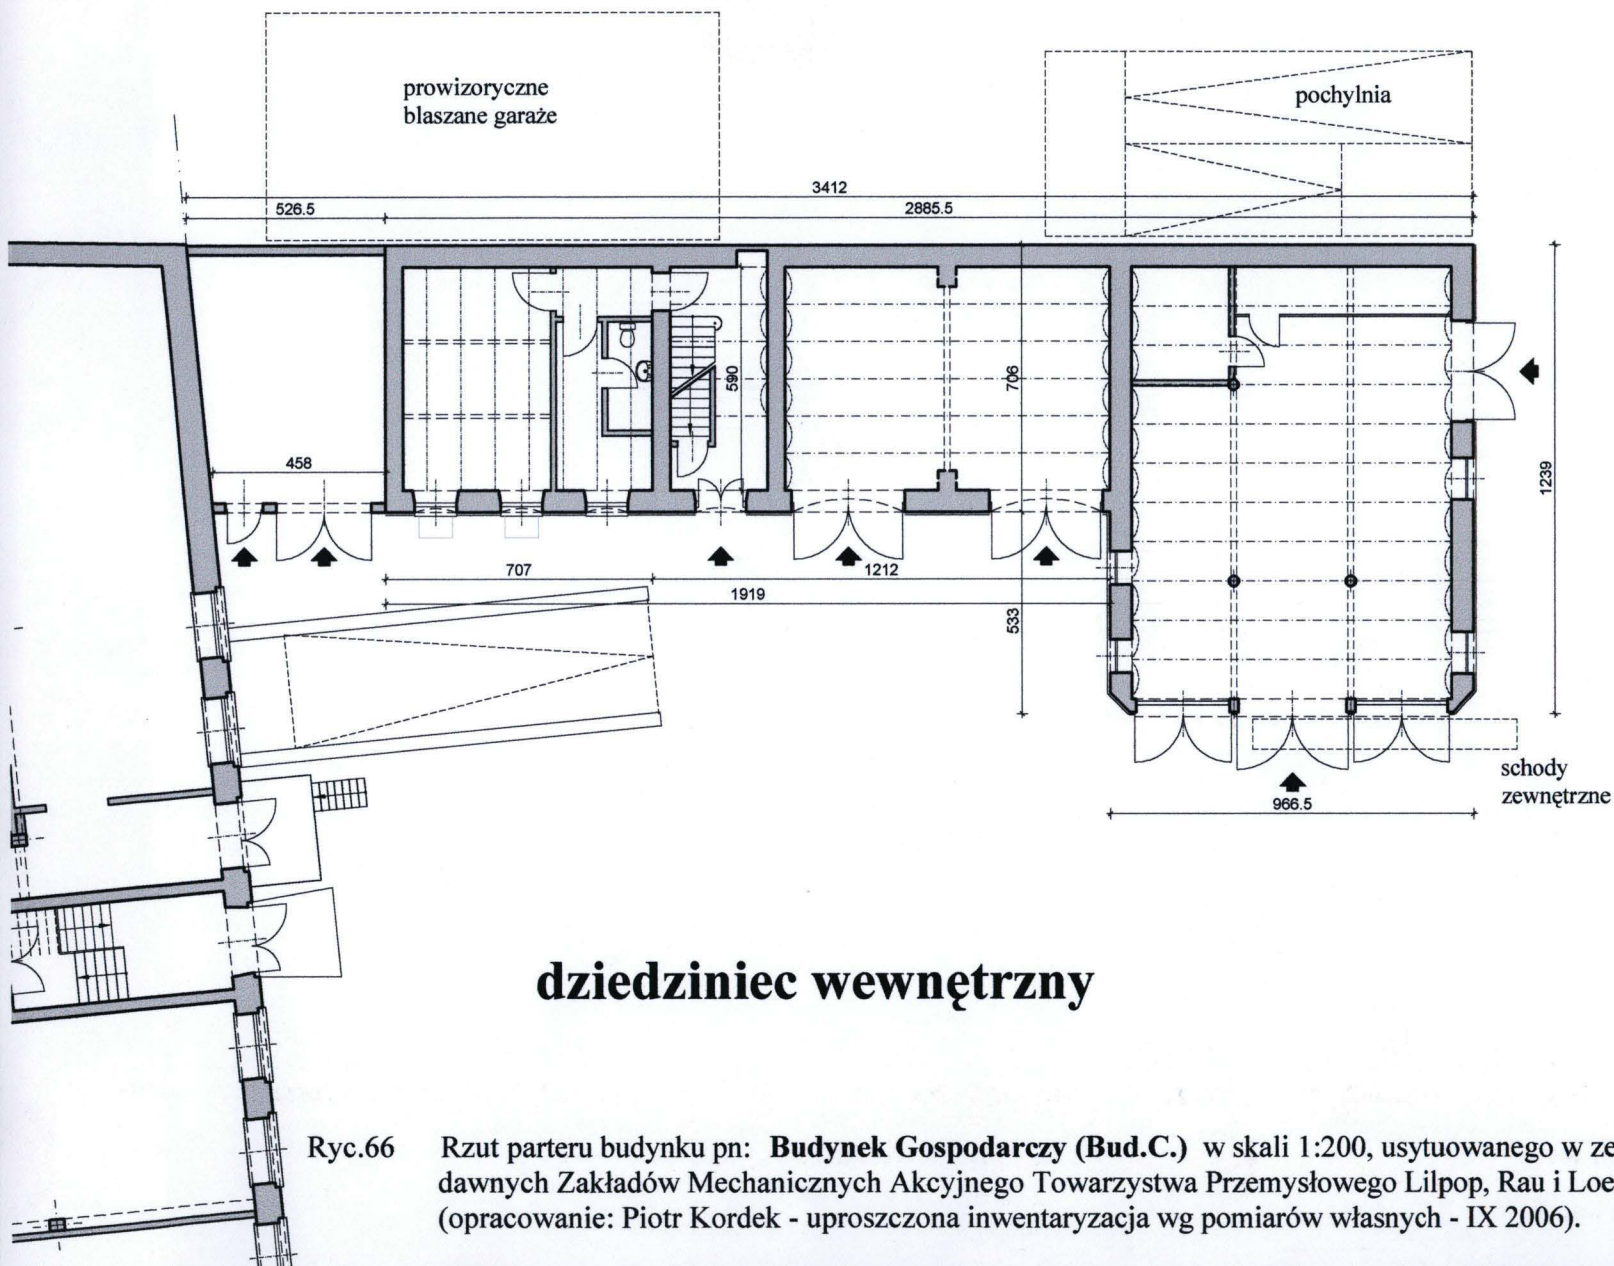 prowizoryczne
blaszane garaże
pochylnia
3412
526.5
2885.5
590
706
1239
458
707
1212
1919
533
schody
zewnętrzne
966.5
dziedziniec wewnętrzny
Ryc.66 Rzut parteru budynku pn: Budynek Gospodarczy (Bud.C.) w skali 1:200, usytuowanego w ze
dawnych Zakładów Mechanicznych Akcyjnego Towarzystwa Przemysłowego Lilpop, Rau i Loe
(opracowanie: Piotr Kordek - uproszczona inwentaryzacja wg pomiarów własnych - IX 2006).